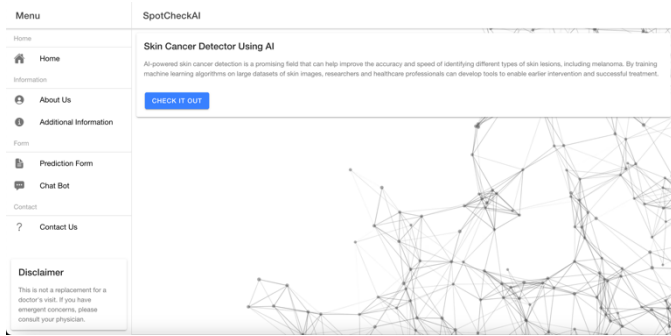 Menu
SpotCheckAI
Home
Home
Information
About Us
Additional Information
Form
Prediction Form
Chat Bot
Contact
? Contact Us
Disclaimer
This is not a replacement for a
doctor's visit. If you have
emergent concerns, please
consult your physician.
Skin Cancer Detector Using AI
AI-powered skin cancer detection is a promising field that can help improve the accuracy and speed of identifying different types of skin lesions, including melanoma. By training
machine learning algorithms on large datasets of skin images, researchers and healthcare professionals can develop tools to enable earlier intervention and successful treatment.
CHECK IT OUT